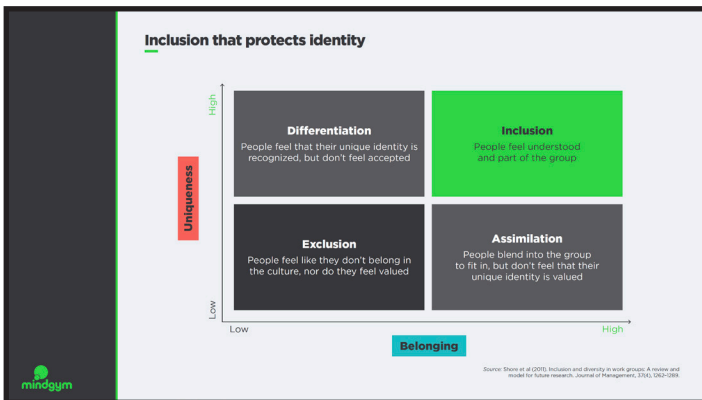 Inclusion that protects identity
High
Differentiation
People feel that their unique identity is
recognized, but don't feel accepted
Inclusion
People feel understood
and part of the group
Uniqueness
Exclusion
People feel like they don't belong in
the culture, nor do they feel valued
Assimilation
People blend into the group
to fit in, but don't feel that their
unique identity is valued
Low
Low
High
Belonging
Source: Shore et al (2011). Inclusion and diversity in work groups: A review and
model for future research. Journal of Management, 37(4), 1262–1289.
mindgym